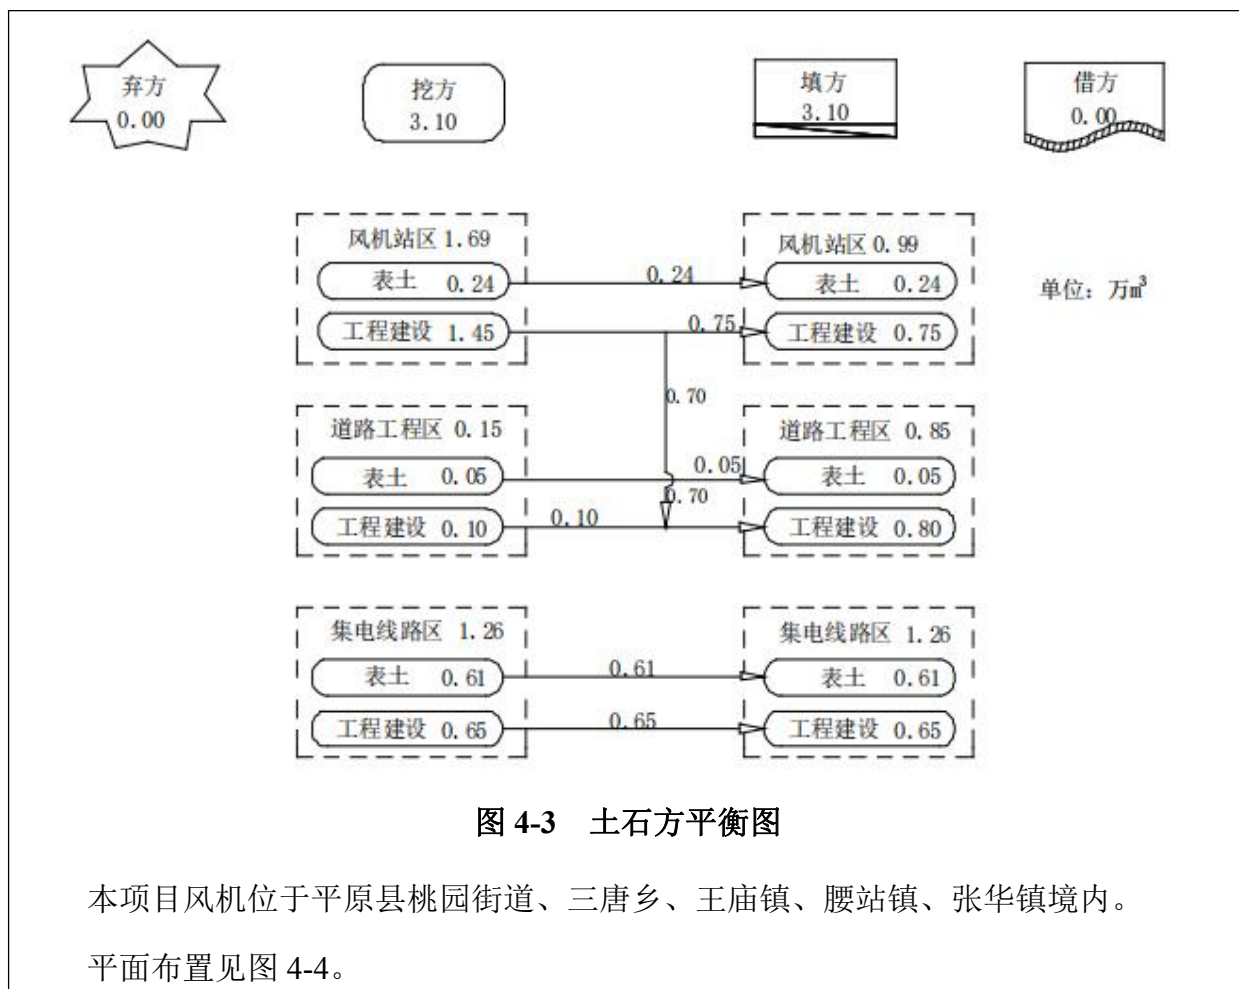 弃方
0.00
挖方
3.10
填方
3.10
借方
0.00
风机站区 1.69
表土 0.24
工程建设 1.45
0.24
0.75
风机站区 0.99
表土 0.24
工程建设 0.75
单位：万m³
0.70
道路工程区 0.15
表土 0.05
工程建设 0.10
0.05
0.70
0.10
道路工程区 0.85
表土 0.05
工程建设 0.80
集电线路区 1.26
表土 0.61
工程建设 0.65
0.61
0.65
集电线路区 1.26
表土 0.61
工程建设 0.65
图 4-3 土石方平衡图
本项目风机位于平原县桃园街道、三唐乡、王庙镇、腰站镇、张华镇境内。
平面布置见图 4-4。